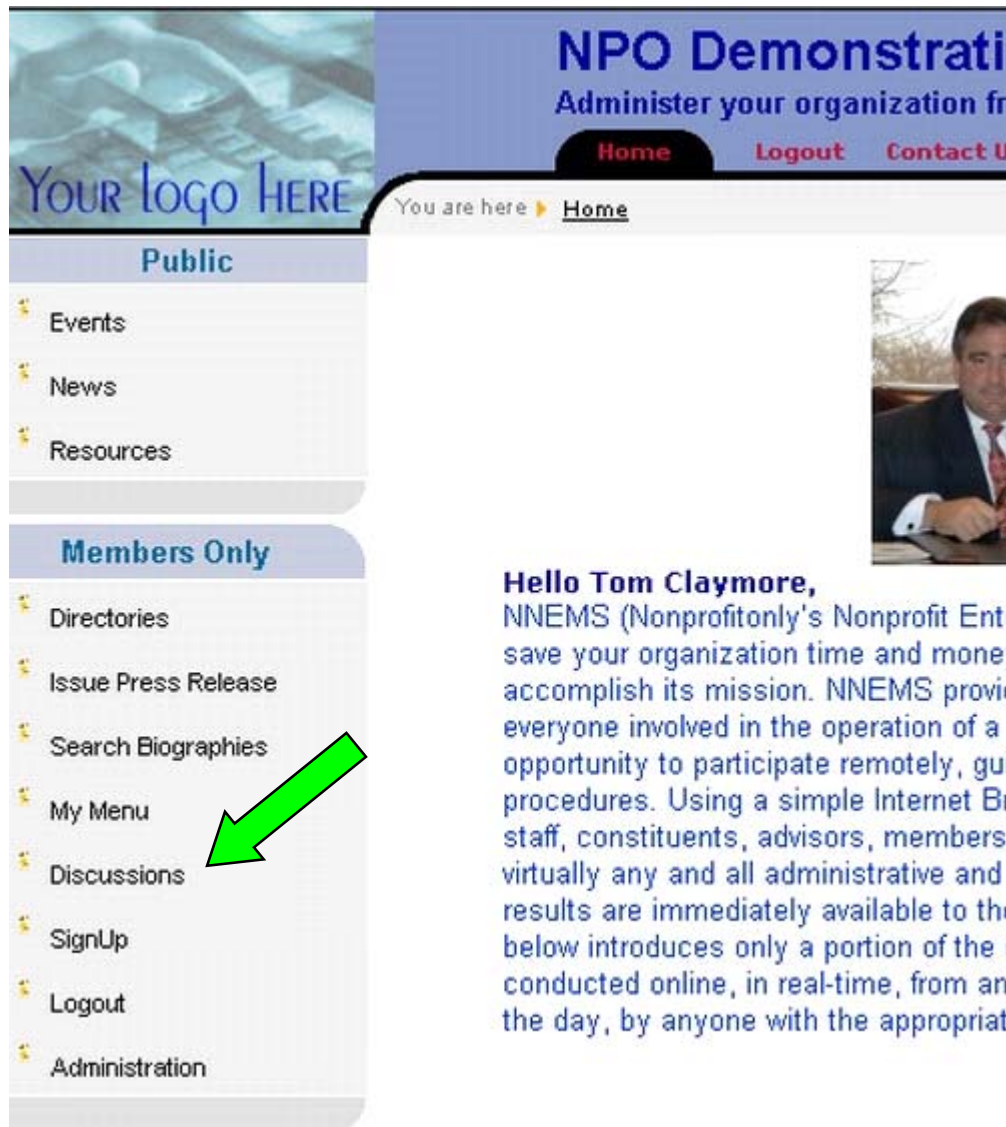 NPO Demonstrati
Administer your organization fr
Home Logout Contact U
YOUR LOGO HERE
You are here Home
Public
Events
News
Resources
Members Only
Directories
Issue Press Release
Search Biographies
My Menu
Discussions
SignUp
Logout
Administration
Hello Tom Claymore,
NNEMS (Nonprofitonly's Nonprofit Ent
save your organization time and mone
accomplish its mission. NNEMS provi
everyone involved in the operation of a
opportunity to participate remotely, gu
procedures. Using a simple Internet Br
staff, constituents, advisors, members
virtually any and all administrative and
results are immediately available to the
below introduces only a portion of the
conducted online, in real-time, from an
the day, by anyone with the appropriat